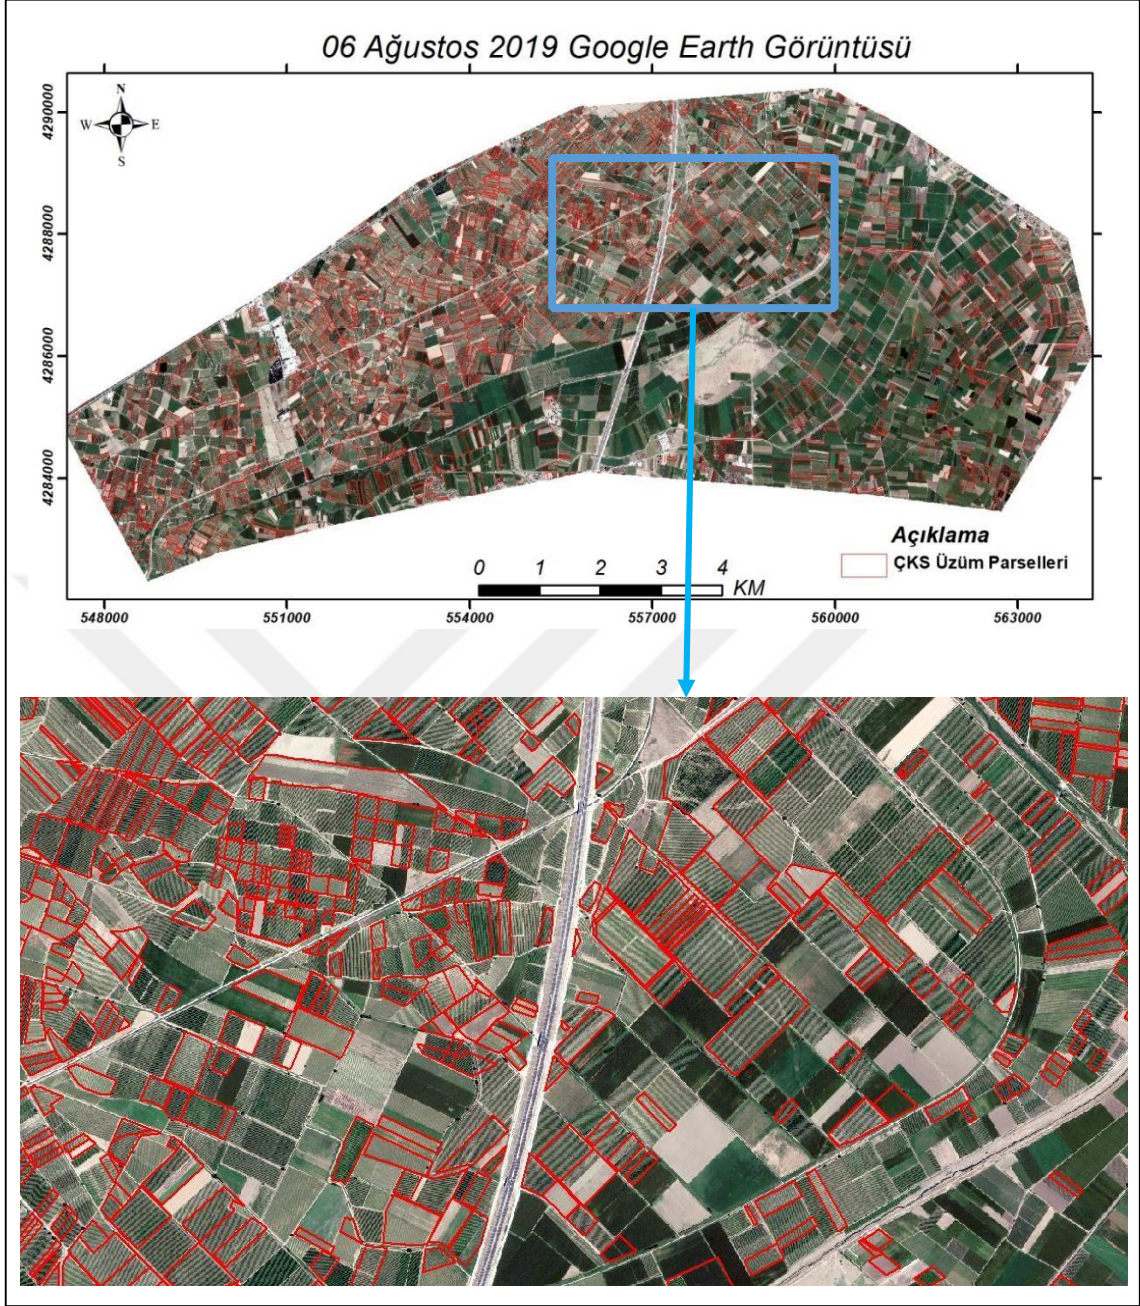 06 Ağustos 2019 Google Earth Görüntüsü
N
W E
S
4290000
4288000
4286000
4284000
Açıklama
ÇKS Üzüm Parselleri
0 1 2 3 4
KM
548000 551000 554000 557000 560000 563000